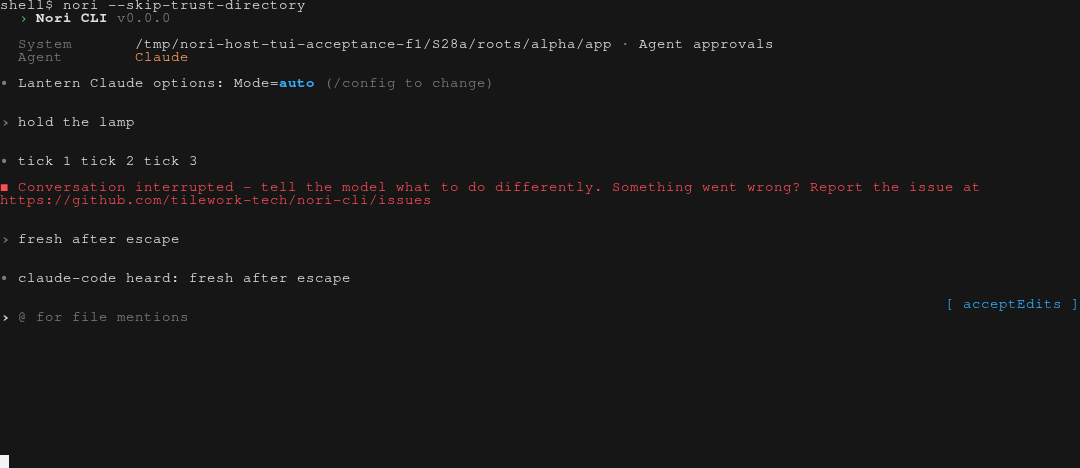 shell$ nori --skip-trust-directory
› Nori CLI v0.0.0
System /tmp/nori-host-tui-acceptance-f1/S28a/roots/alpha/app · Agent approvals
Agent Claude
• Lantern Claude options: Mode=auto (/config to change)
› hold the lamp
• tick 1 tick 2 tick 3
■ Conversation interrupted - tell the model what to do differently. Something went wrong? Report the issue at
https://github.com/tilework-tech/nori-cli/issues
› fresh after escape
• claude-code heard: fresh after escape
[ acceptEdits ]
› @ for file mentions